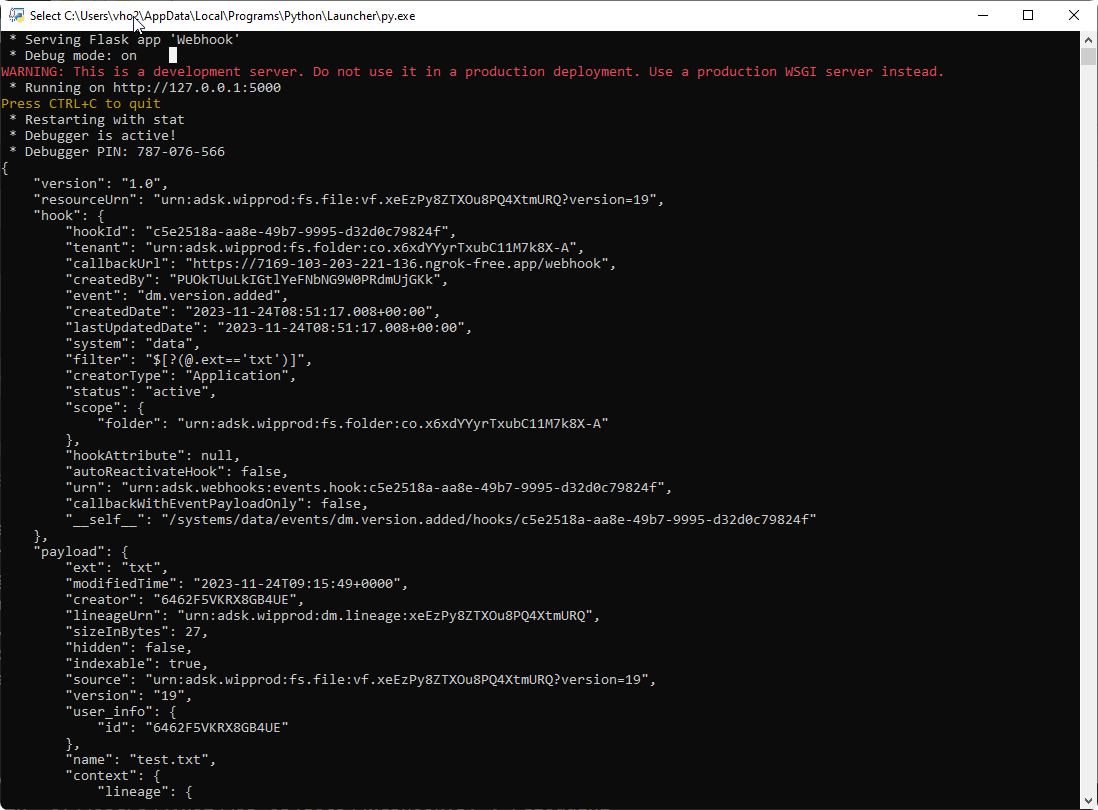 Select C:\Users\vho2\AppData\Local\Programs\Python\Launcher\py.exe
* Serving Flask app 'Webhook'
* Debug mode: on
WARNING: This is a development server. Do not use it in a production deployment. Use a production WSGI server instead.
* Running on http://127.0.0.1:5000
Press CTRL+C to quit
* Restarting with stat
* Debugger is active!
* Debugger PIN: 787-076-566
{
    "version": "1.0",
    "resourceUrn": "urn:adsk.wipprod:fs.file:vf.xeEzPy8ZTXOu8PQ4XtmURQ?version=19",
    "hook": {
        "hookId": "c5e2518a-aa8e-49b7-9995-d32d0c79824f",
        "tenant": "urn:adsk.wipprod:fs.folder:co.x6xdYYyrTxubC11M7k8X-A",
        "callbackUrl": "https://7169-103-203-221-136.ngrok-free.app/webhook",
        "createdBy": "PUOkTUuLkIGtlYeFNbNG9W0PRdmUjGKk",
        "event": "dm.version.added",
        "createdDate": "2023-11-24T08:51:17.008+00:00",
        "lastUpdatedDate": "2023-11-24T08:51:17.008+00:00",
        "system": "data",
        "filter": "$[?(@.ext=='txt')]",
        "creatorType": "Application",
        "status": "active",
        "scope": {
            "folder": "urn:adsk.wipprod:fs.folder:co.x6xdYYyrTxubC11M7k8X-A"
        },
        "hookAttribute": null,
        "autoReactivateHook": false,
        "urn": "urn:adsk.webhooks:events.hook:c5e2518a-aa8e-49b7-9995-d32d0c79824f",
        "callbackWithEventPayloadOnly": false,
        "__self__": "/systems/data/events/dm.version.added/hooks/c5e2518a-aa8e-49b7-9995-d32d0c79824f"
    },
    "payload": {
        "ext": "txt",
        "modifiedTime": "2023-11-24T09:15:49+0000",
        "creator": "6462F5VKRX8GB4UE",
        "lineageUrn": "urn:adsk.wipprod:dm.lineage:xeEzPy8ZTXOu8PQ4XtmURQ",
        "sizeInBytes": 27,
        "hidden": false,
        "indexable": true,
        "source": "urn:adsk.wipprod:fs.file:vf.xeEzPy8ZTXOu8PQ4XtmURQ?version=19",
        "version": "19",
        "user_info": {
            "id": "6462F5VKRX8GB4UE"
        },
        "name": "test.txt",
        "context": {
            "lineage": {